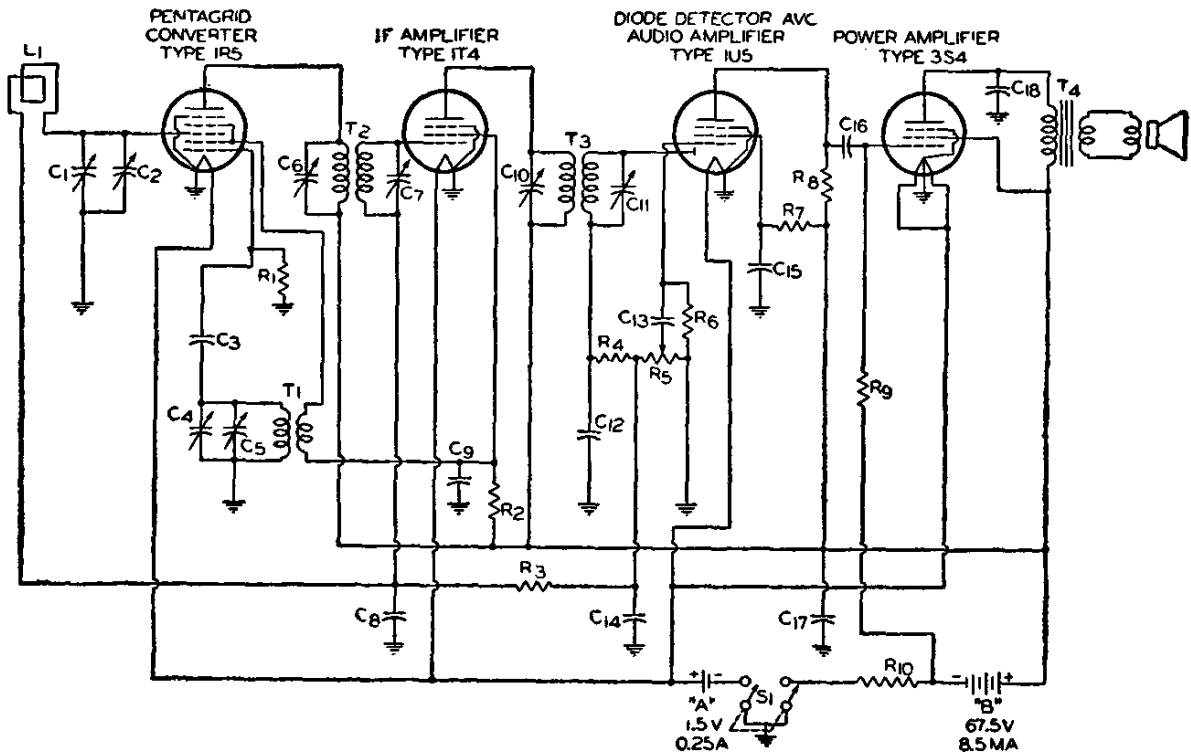 PENTAGRID
CONVERTER
TYPE 1R5
IF AMPLIFIER
TYPE 1T4
DIODE DETECTOR AVC
AUDIO AMPLIFIER
TYPE 1U5
POWER AMPLIFIER
TYPE 3S4
L1
C18
T4
T2
C16
C1
C2
C6
C7
C10
T3
C11
R8
R7
R1
C15
C3
C13
R6
R4
R5
R9
T1
C4
C5
C12
C9
R2
R3
C8
C14
C17
R10
+ -
S1
- +
"A"
1.5V
0.25A
"B"
67.5V
8.5MA